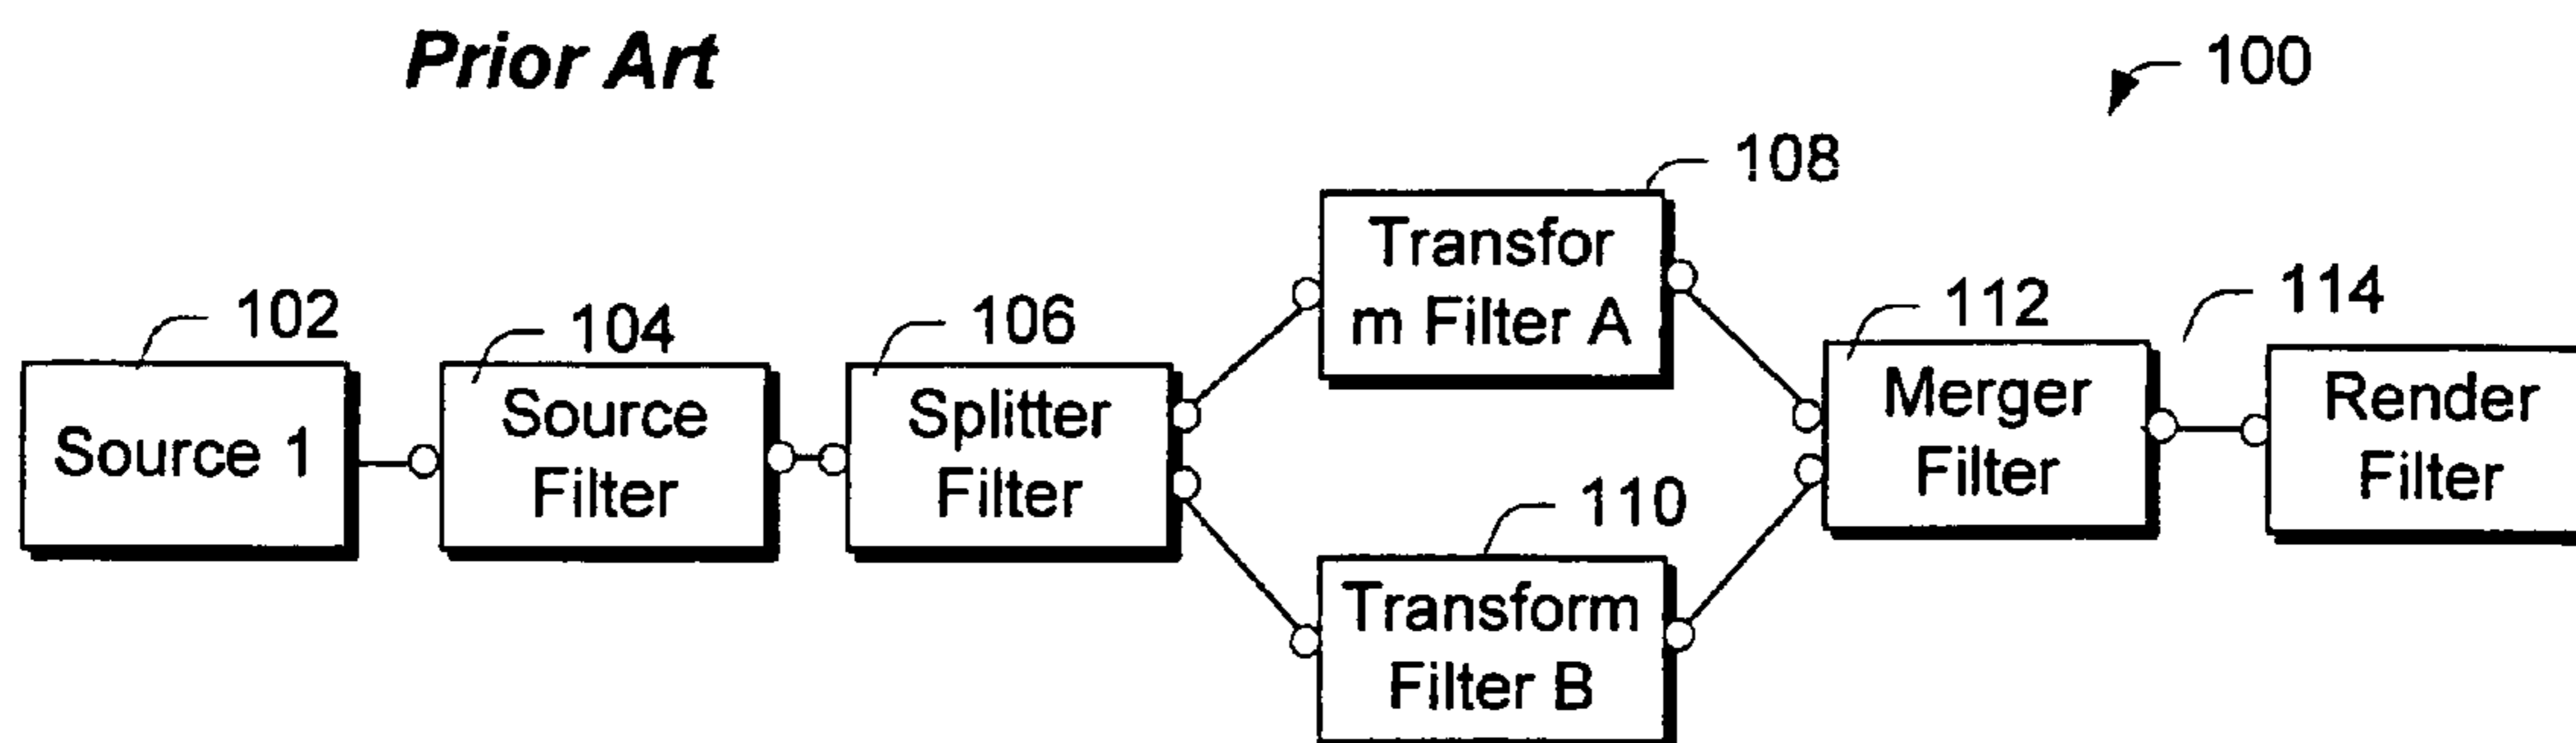 Prior Art
100
108
Transfor
m Filter A
102
104
106
112
114
Source 1
Source
Filter
Splitter
Filter
Merger
Filter
Render
Filter
110
Transform
Filter B